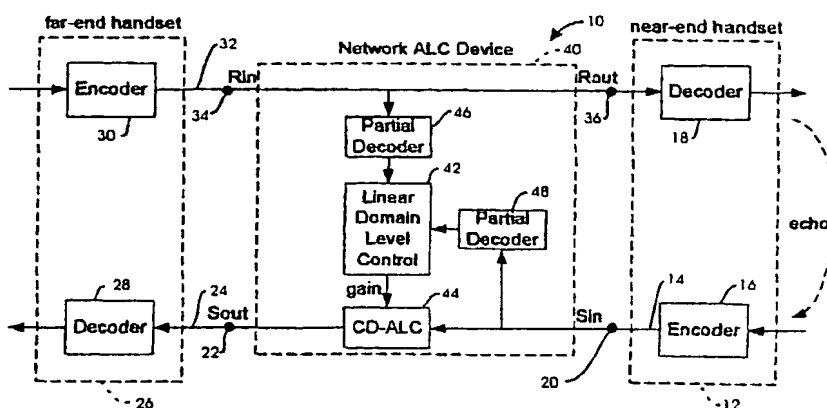 far-end handset
32
Network ALC Device
10
40
near-end handset
Encoder
30
Rin
34
Rout
36
Decoder
18
Partial
Decoder
46
42
Linear
Domain
Level
Control
48
Partial
Decoder
echo
gain
44
28
Decoder
24
Sout
22
CD-ALC
Sin
20
14
16
Encoder
26
12